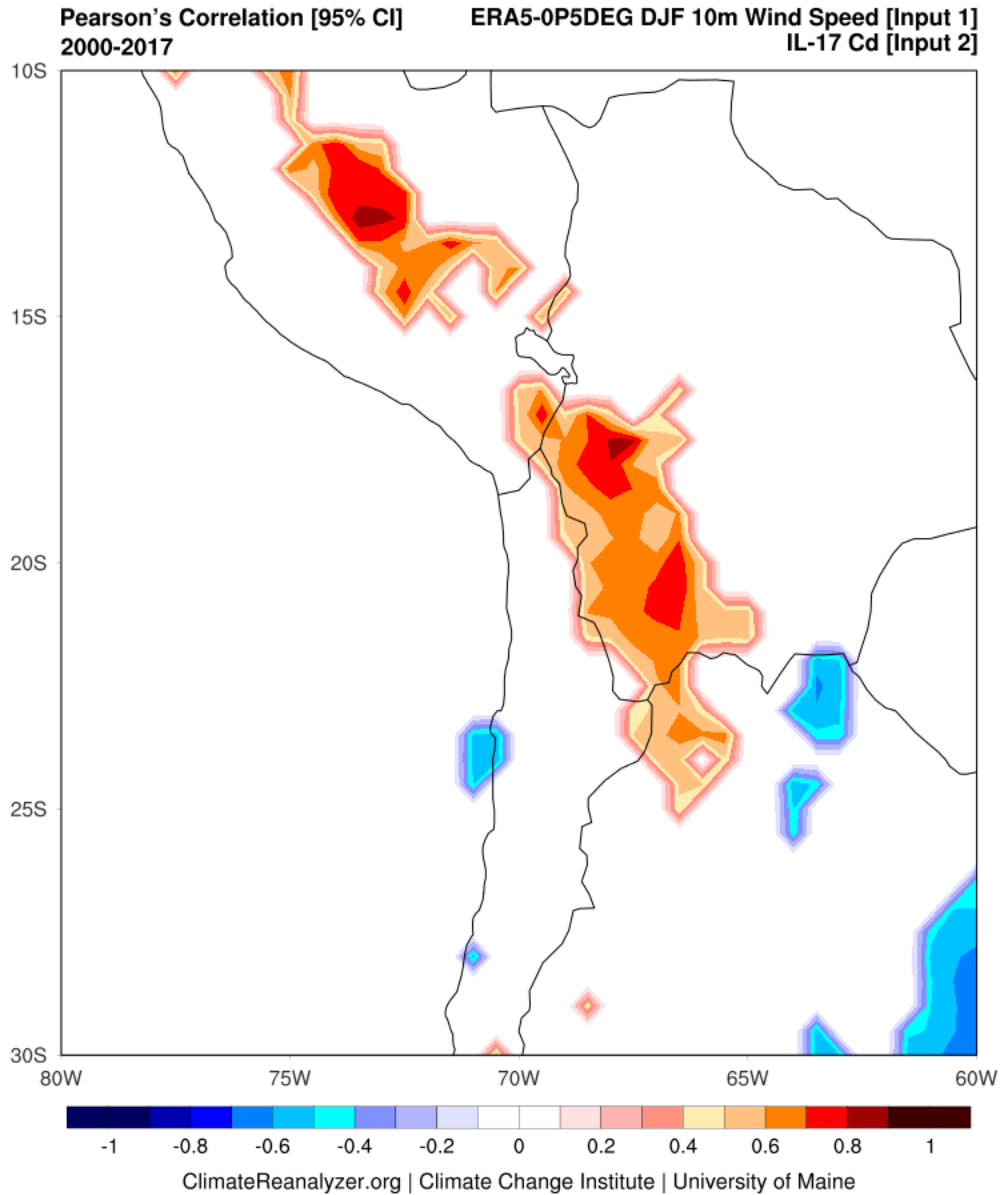 Pearson's Correlation [95% CI] ERA5-0P5DEG DJF 10m Wind Speed [Input 1]
2000-2017 IL-17 Cd [Input 2]
10S
15S
20S
25S
30S
80W 75W 70W 65W 60W
-1 -0.8 -0.6 -0.4 -0.2 0 0.2 0.4 0.6 0.8 1
ClimateReanalyzer.org | Climate Change Institute | University of Maine